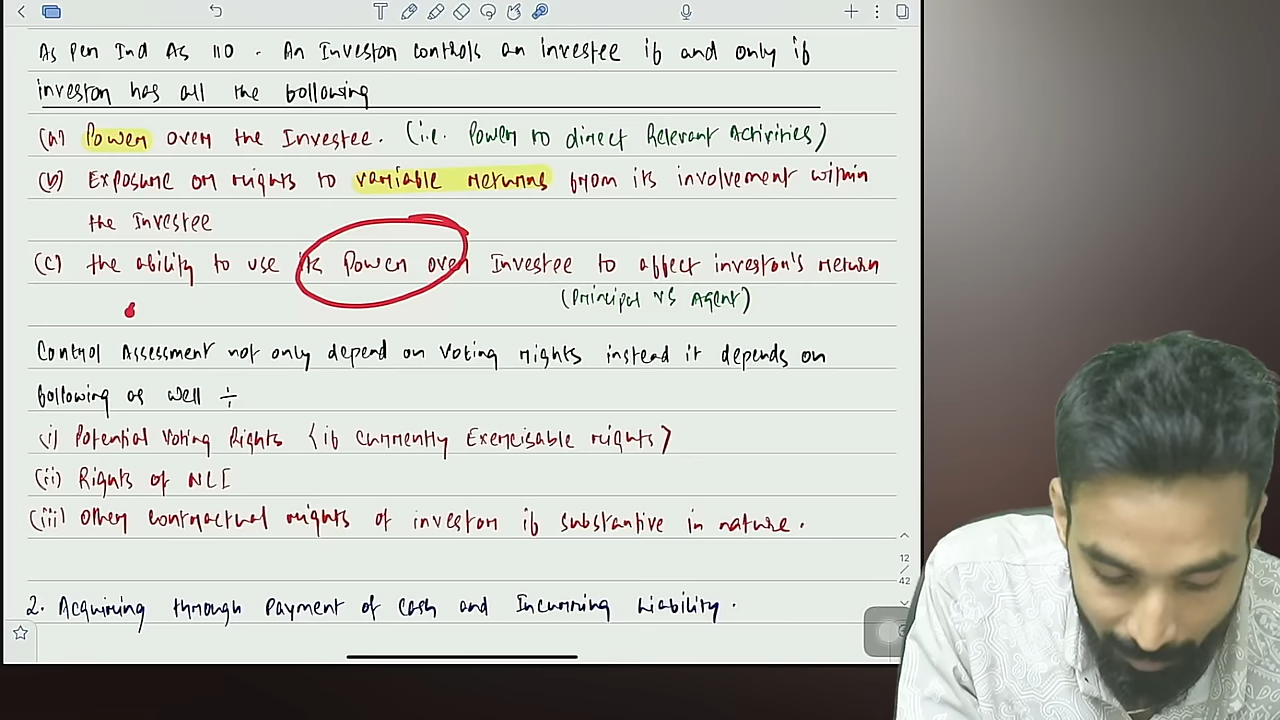 As per Ind As 110 . An Investor controls an investee if and only if
investor has all the following
(a) Power over the Investee. (i.e. Power to direct Relevant Activities)
(b) Exposure or rights to variable returns from its involvement within
the Investee
(c) the ability to use its Power over Investee to affect investor's return
(Principal vs Agent)
Control Assessment not only depend on Voting rights instead it depends on
following as well ÷
(i) Potential Voting Rights (if currently Exercisable rights)
(ii) Rights of NCI
(iii) Other contractual rights of investor if substantive in nature.
12
/
42
2. Acquiring through Payment of cash and Incurring Liability.